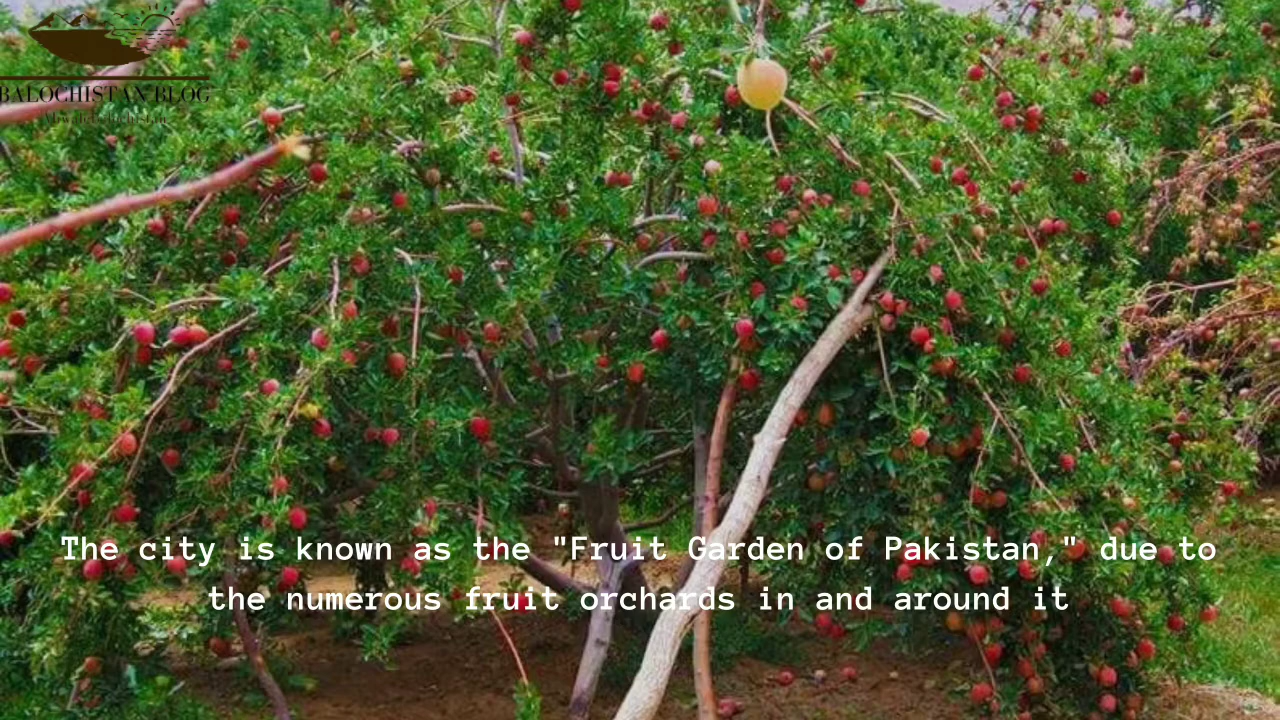 BALOCHISTAN BLOG
The city is known as the "Fruit Garden of Pakistan," due to
the numerous fruit orchards in and around it